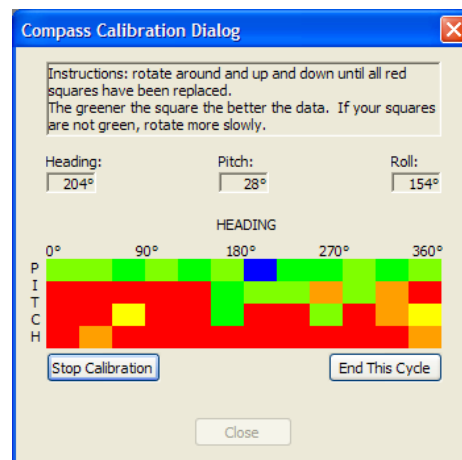 Compass Calibration Dialog
Instructions: rotate around and up and down until all red
squares have been replaced.
The greener the square the better the data.  If your squares
are not green, rotate more slowly.
Heading: Pitch: Roll:
204° 28° 154°
HEADING
0° 90° 180° 270° 360°
P
I
T
C
H
Stop Calibration End This Cycle
Close